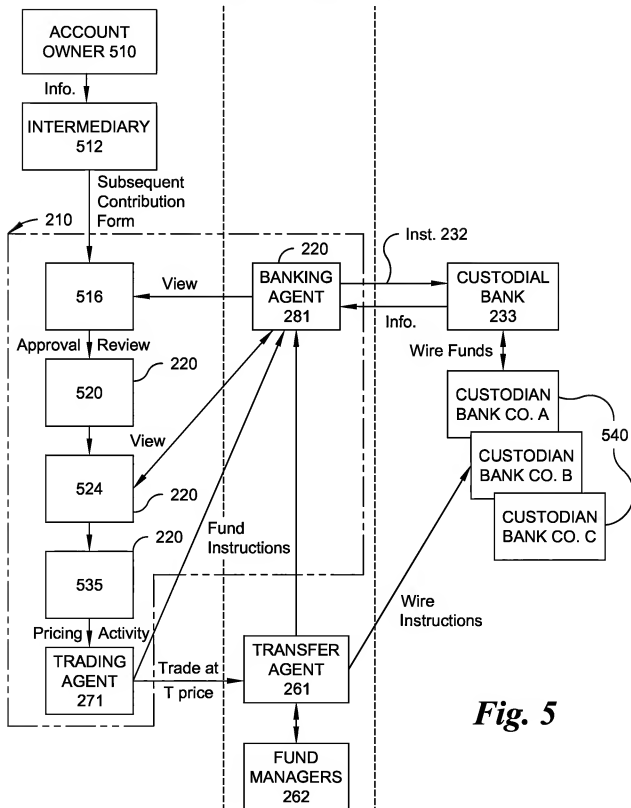 ACCOUNT
OWNER 510
Info.
INTERMEDIARY
512
Subsequent
Contribution
Form
210
516
View
220
BANKING
AGENT
281
Inst. 232
Info.
CUSTODIAL
BANK
233
Approval Review
220
520
Wire Funds
CUSTODIAN
BANK CO. A
CUSTODIAN
BANK CO. B
CUSTODIAN
BANK CO. C
540
View
524
220
220
Fund
Instructions
535
Pricing Activity
TRADING
AGENT
271
Trade at
T price
TRANSFER
AGENT
261
Wire
Instructions
FUND
MANAGERS
262
Fig. 5